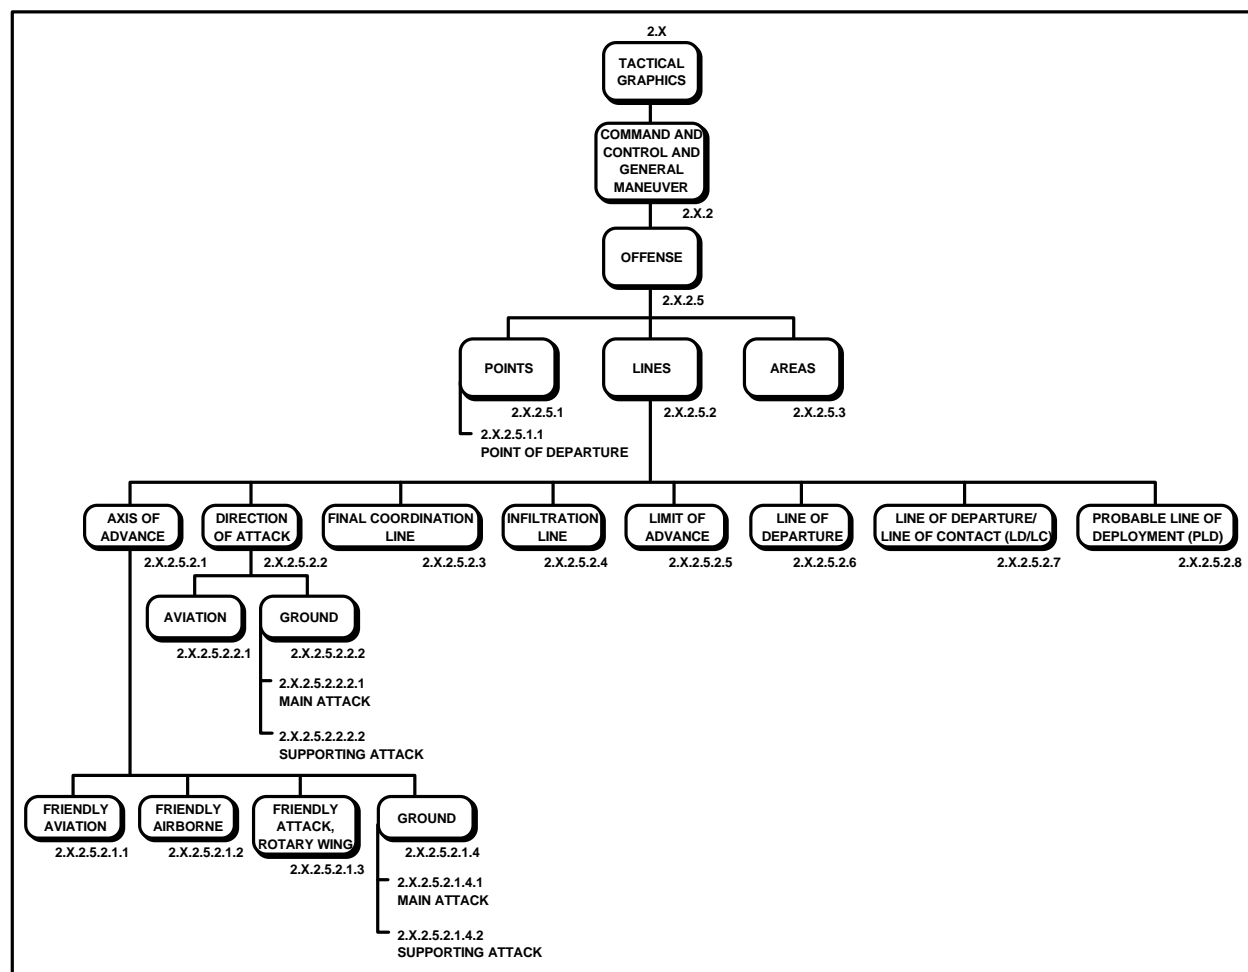 2.X
TACTICAL
GRAPHICS
COMMAND AND
CONTROL AND
GENERAL
MANEUVER
2.X.2
OFFENSE
2.X.2.5
POINTS
LINES
AREAS
2.X.2.5.1
2.X.2.5.2
2.X.2.5.3
2.X.2.5.1.1
POINT OF DEPARTURE
AXIS OF
ADVANCE
2.X.2.5.2.1
DIRECTION
OF ATTACK
2.X.2.5.2.2
FINAL COORDINATION
LINE
2.X.2.5.2.3
INFILTRATION
LINE
2.X.2.5.2.4
LIMIT OF
ADVANCE
2.X.2.5.2.5
LINE OF
DEPARTURE
2.X.2.5.2.6
LINE OF DEPARTURE/
LINE OF CONTACT (LD/LC)
2.X.2.5.2.7
PROBABLE LINE OF
DEPLOYMENT (PLD)
2.X.2.5.2.8
AVIATION
2.X.2.5.2.2.1
GROUND
2.X.2.5.2.2.2
2.X.2.5.2.2.2.1
MAIN ATTACK
2.X.2.5.2.2.2.2
SUPPORTING ATTACK
FRIENDLY
AVIATION
2.X.2.5.2.1.1
FRIENDLY
AIRBORNE
2.X.2.5.2.1.2
FRIENDLY
ATTACK,
ROTARY WING
2.X.2.5.2.1.3
GROUND
2.X.2.5.2.1.4
2.X.2.5.2.1.4.1
MAIN ATTACK
2.X.2.5.2.1.4.2
SUPPORTING ATTACK